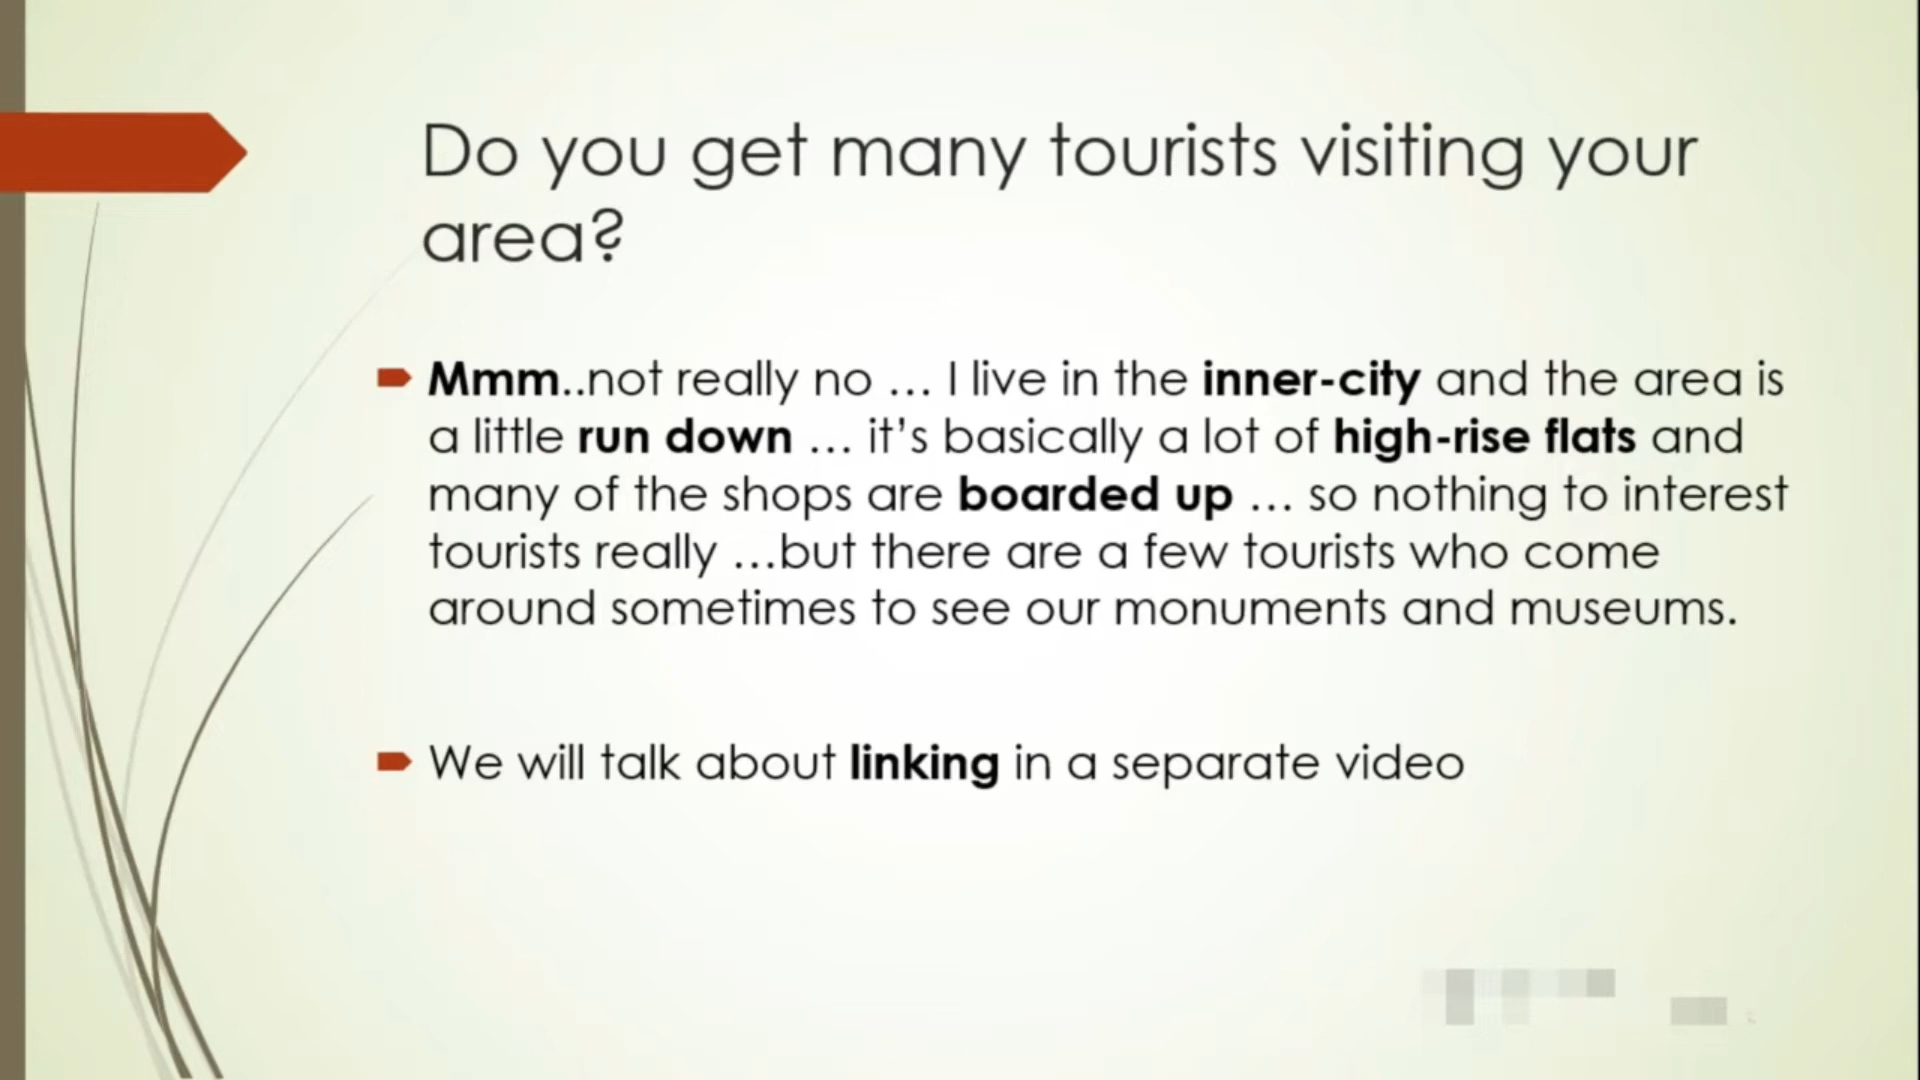 Do you get many tourists visiting your
area?
Mmm..not really no … I live in the inner-city and the area is
a little run down … it’s basically a lot of high-rise flats and
many of the shops are boarded up … so nothing to interest
tourists really …but there are a few tourists who come
around sometimes to see our monuments and museums.
We will talk about linking in a separate video